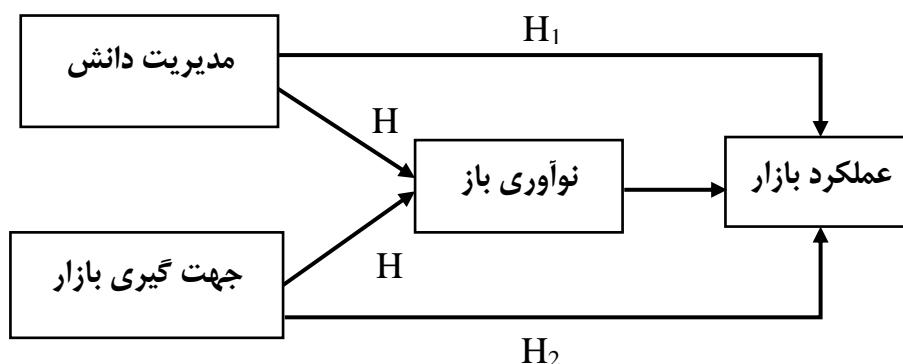 H1
مدیریت دانش
H
نوآوری باز
عملکرد بازار
جهت گیری بازار
H
H2